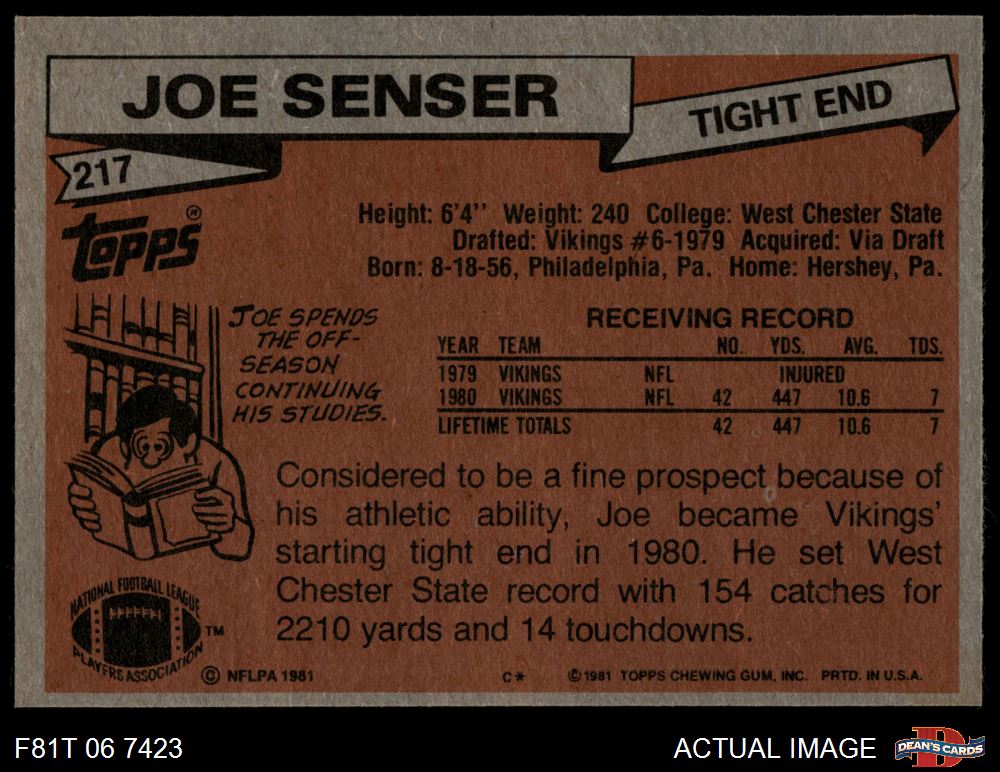 JOE SENSER
TIGHT END
217
topps®
Height: 6'4'' Weight: 240 College: West Chester State
Drafted: Vikings #6-1979 Acquired: Via Draft
Born: 8-18-56, Philadelphia, Pa. Home: Hershey, Pa.
JOE SPENDS
THE OFF-
SEASON
CONTINUING
HIS STUDIES.
RECEIVING RECORD
YEAR TEAM NO. YDS. AVG. TDS.
1979 VIKINGS NFL INJURED
1980 VIKINGS NFL 42 447 10.6 7
LIFETIME TOTALS 42 447 10.6 7
Considered to be a fine prospect because of
his athletic ability, Joe became Vikings'
starting tight end in 1980. He set West
Chester State record with 154 catches for
2210 yards and 14 touchdowns.
NATIONAL FOOTBALL LEAGUE
PLAYERS ASSOCIATION
TM
© NFLPA 1981
C*
©1981 TOPPS CHEWING GUM, INC. PRTD. IN U.S.A.
F81T 06 7423
ACTUAL IMAGE
D
DEAN'S CARDS